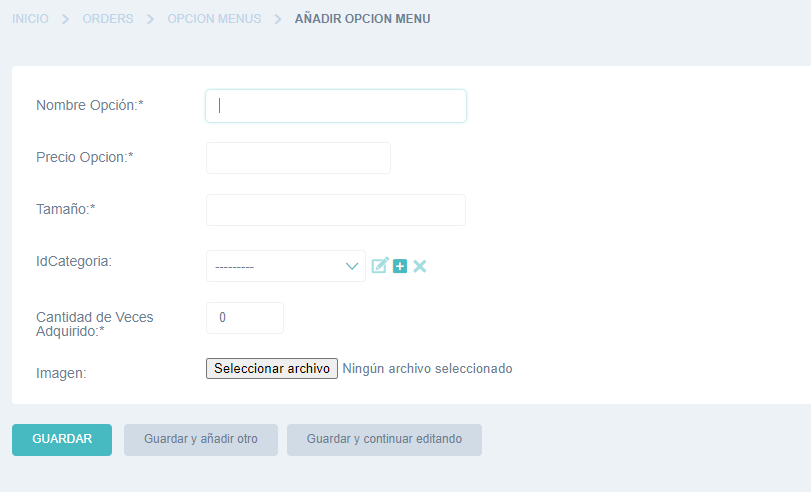 INICIO > ORDERS > OPCION MENUS > AÑADIR OPCION MENU
Nombre Opción:*
Precio Opcion:*
Tamaño:*
IdCategoria:
---------
Cantidad de Veces
Adquirido:*
0
Imagen:
Seleccionar archivo Ningún archivo seleccionado
GUARDAR
Guardar y añadir otro
Guardar y continuar editando